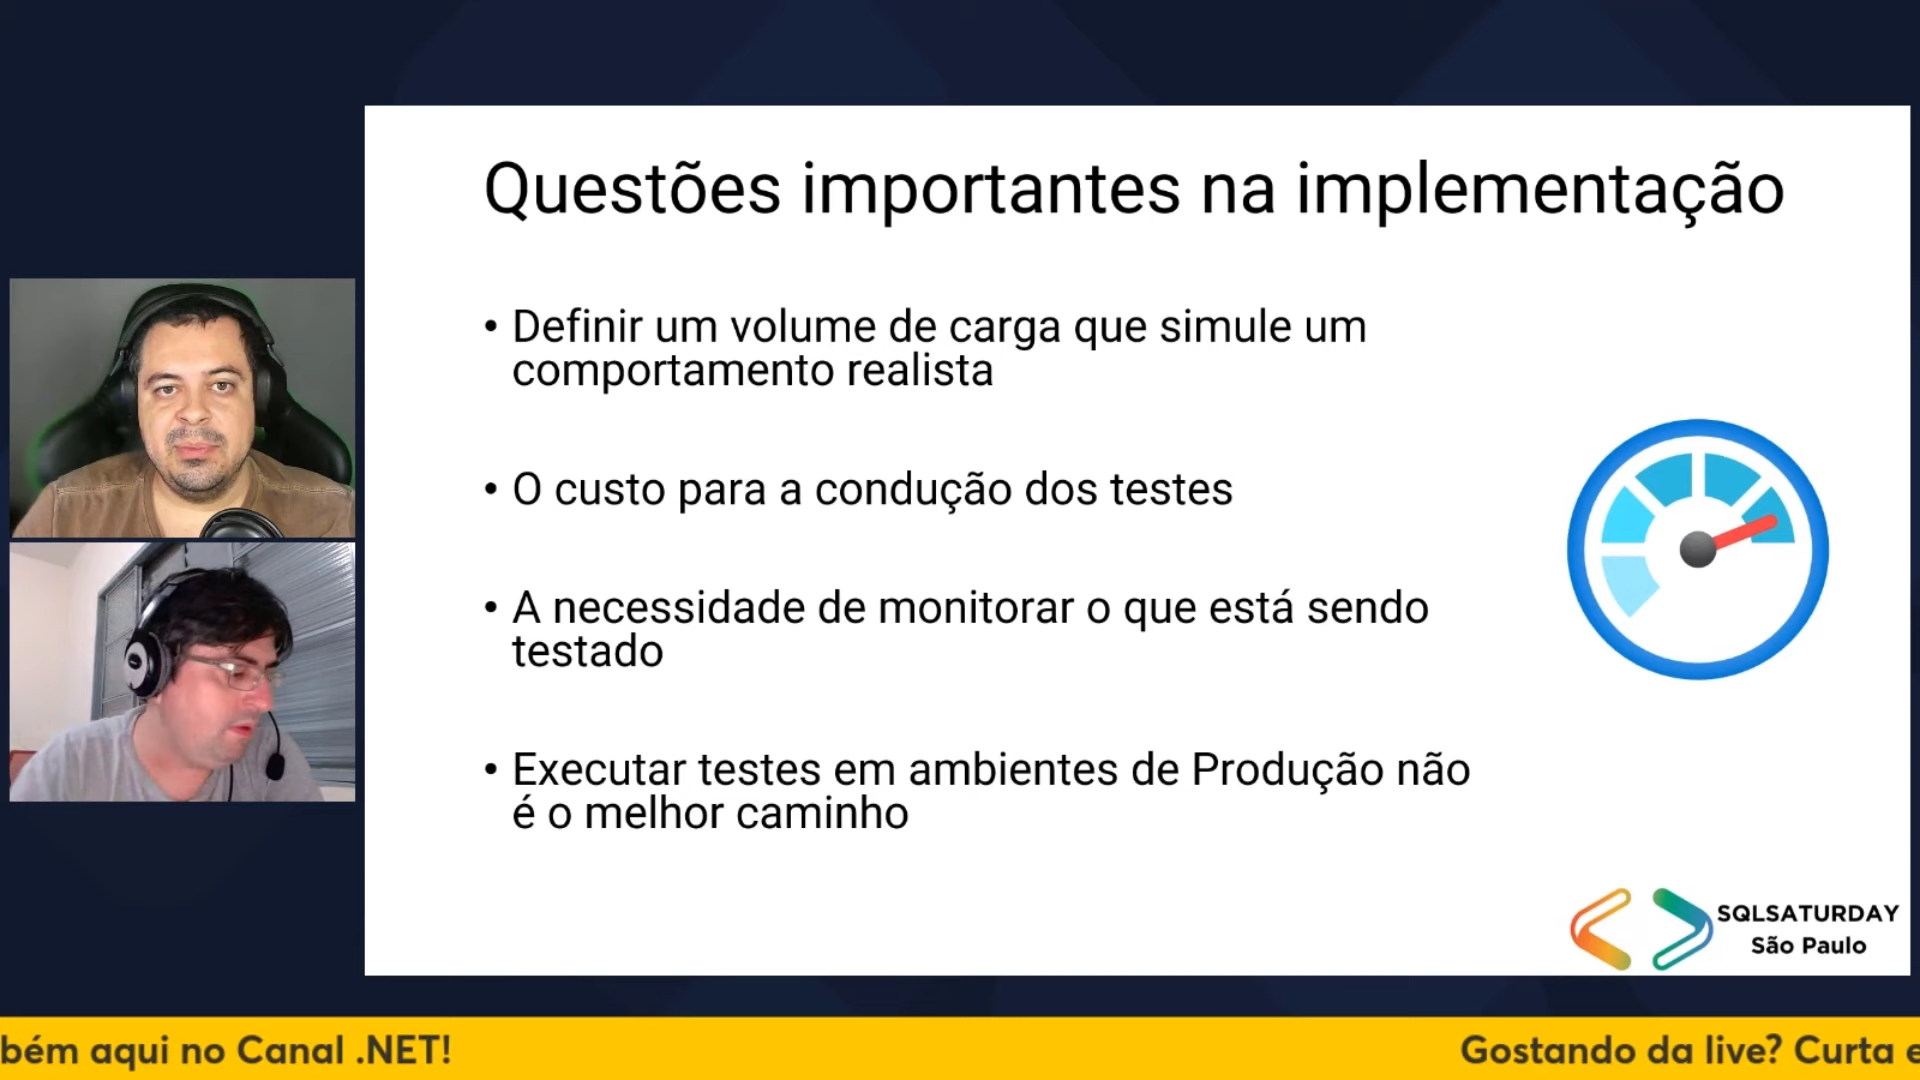 Questões importantes na implementação
• Definir um volume de carga que simule um
comportamento realista
• O custo para a condução dos testes
• A necessidade de monitorar o que está sendo
testado
• Executar testes em ambientes de Produção não
é o melhor caminho
SQLSATURDAY
São Paulo
bém aqui no Canal .NET!
Gostando da live? Curta e